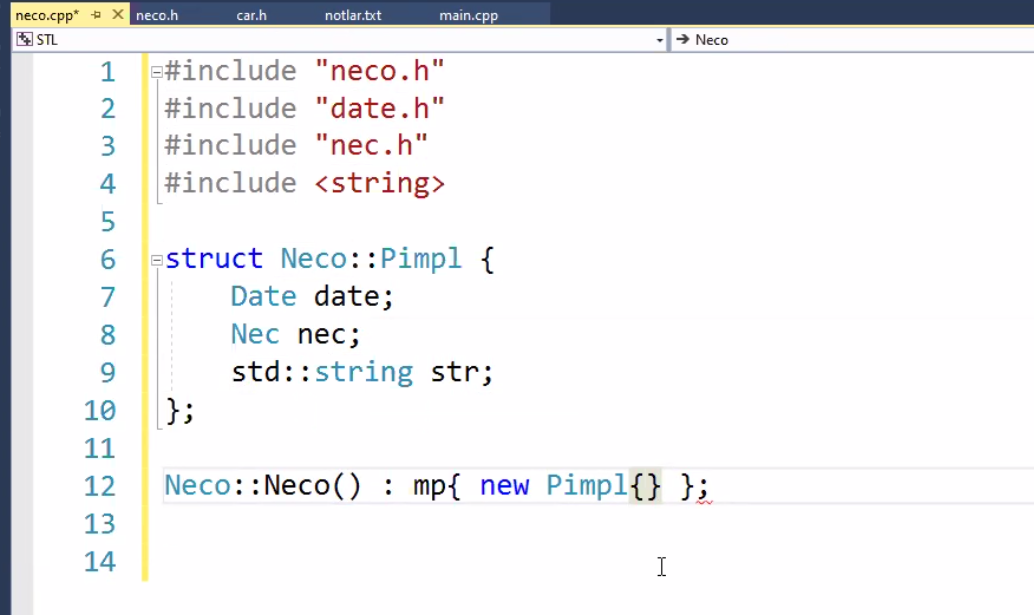 neco.cpp* neco.h car.h notlar.txt main.cpp
STL Neco
1 #include "neco.h"
2 #include "date.h"
3 #include "nec.h"
4 #include <string>
5
6 struct Neco::Pimpl {
7 Date date;
8 Nec nec;
9 std::string str;
10 };
11
12 Neco::Neco() : mp{ new Pimpl{} };
13
14